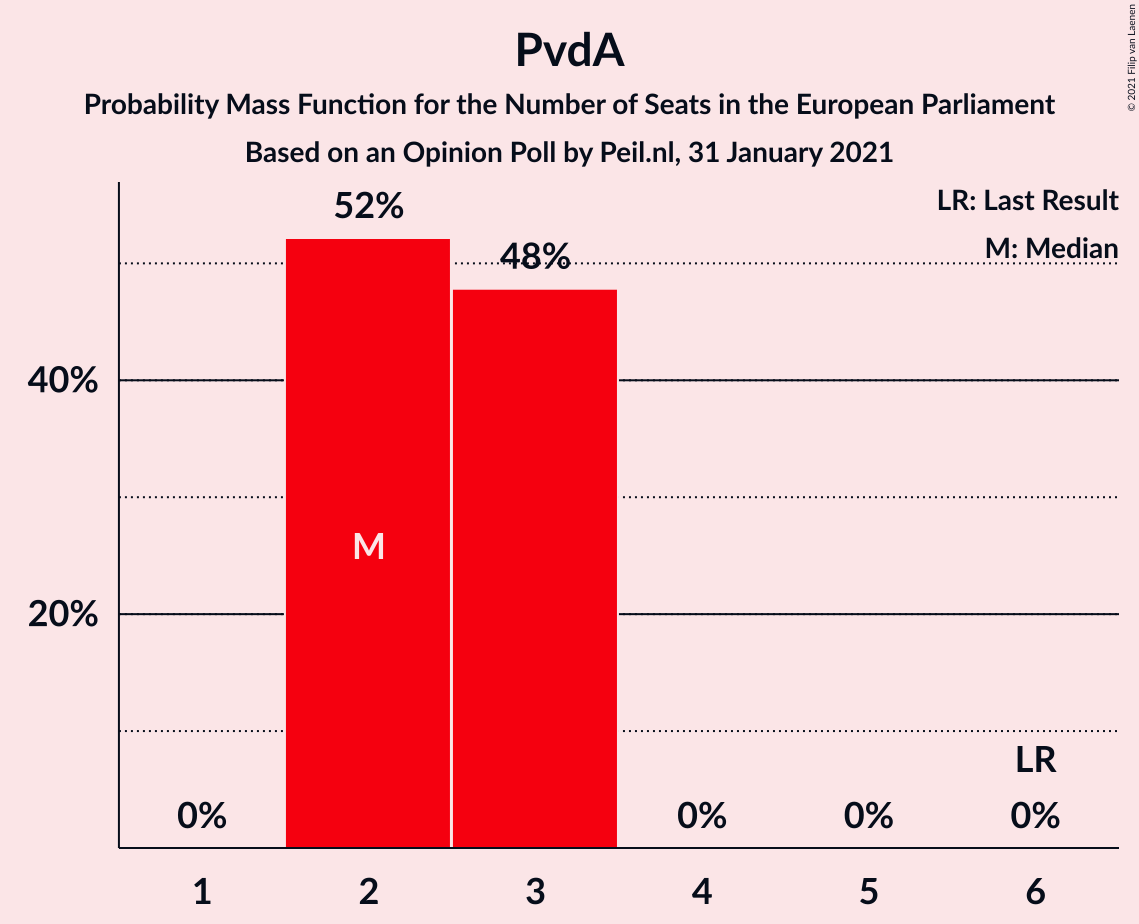 PvdA
Probability Mass Function for the Number of Seats in the European Parliament
Based on an Opinion Poll by Peil.nl, 31 January 2021
© 2021 Filip van Laenen
LR: Last Result
M: Median
52%
48%
40%
20%
M
LR
0%
0%
0%
0%
1
2
3
4
5
6